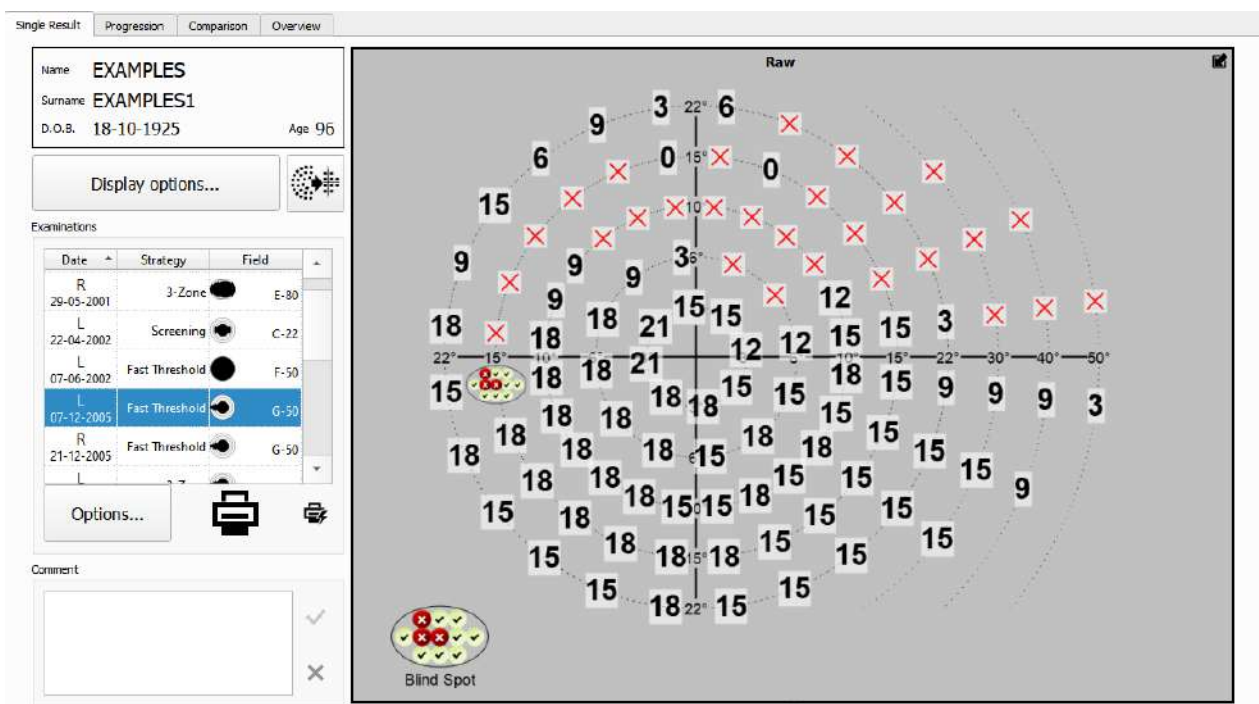 Single Result Progression Comparison Overview
Name EXAMPLES
Surname EXAMPLES1
D.O.B. 18-10-1925 Age 96
Display options...
Examinations
Date Strategy Field
R
29-05-2001 3-Zone E-80
L
22-04-2002 Screening C-22
L
07-06-2002 Fast Threshold F-50
L
07-12-2005 Fast Threshold G-50
R
21-12-2005 Fast Threshold G-50
Options...
Comment
Raw
3 22° 6
9
6 0 15° 0
15 10
9 9 9 3 6°
9 12
18 18 18 21 15 15 12 12 15 15 3
22° 15° 10° 10° 15° 22° 30° 40° 50°
15 18 18 21 18 18 15 15 18 15 9 9 9 3
18 18 18 15 15
18 18 18 18 15 18 18 15 15
18 18 15 15 15 9
15 18 18 15 15 18 15 15
18 18 18 15° 18 15 15
15 15 15
15 18 22° 15 15
Blind Spot